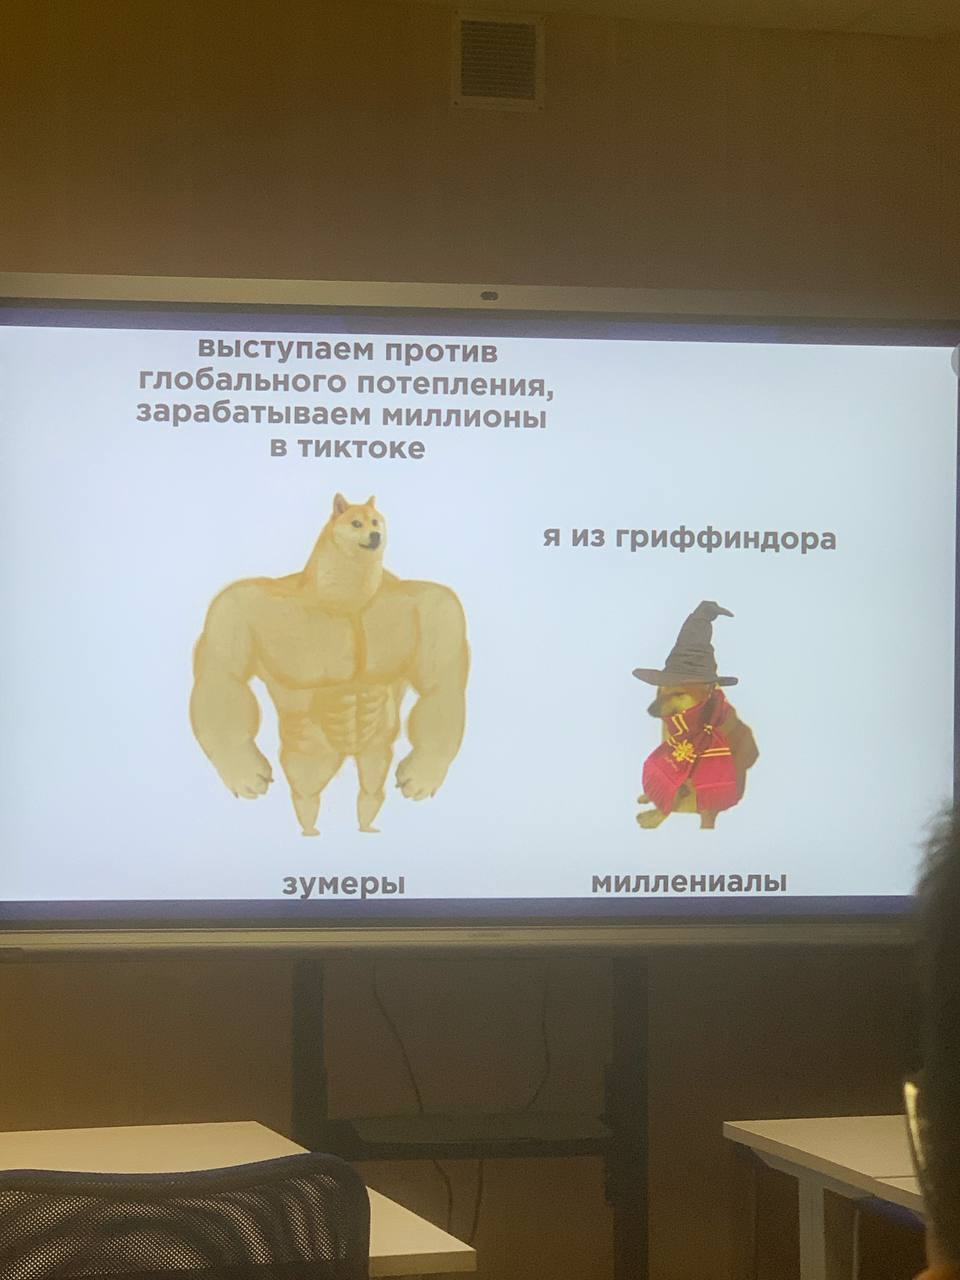 выступаем против
глобального потепления,
зарабатываем миллионы
в тиктоке
я из гриффиндора
зумеры
миллениалы